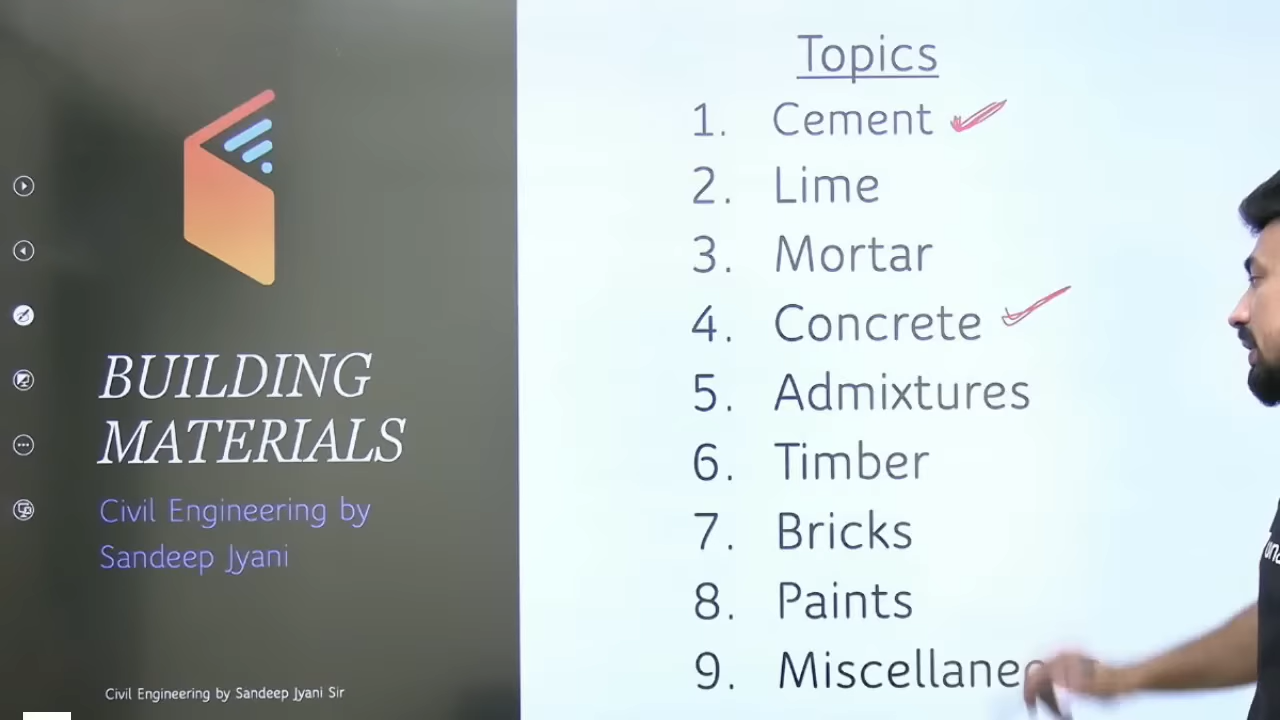 BUILDING
MATERIALS
Civil Engineering by
Sandeep Jyani
Civil Engineering by Sandeep Jyani Sir
Topics
1. Cement
2. Lime
3. Mortar
4. Concrete
5. Admixtures
6. Timber
7. Bricks
8. Paints
9.